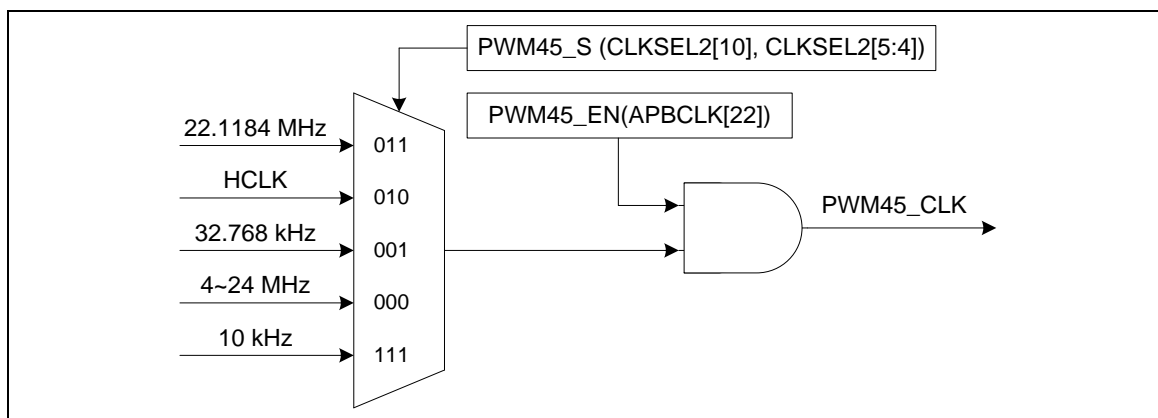 PWM45_S (CLKSEL2[10], CLKSEL2[5:4])
PWM45_EN(APBCLK[22])
22.1184 MHz
011
HCLK
010
32.768 kHz
001
4~24 MHz
000
10 kHz
111
PWM45_CLK